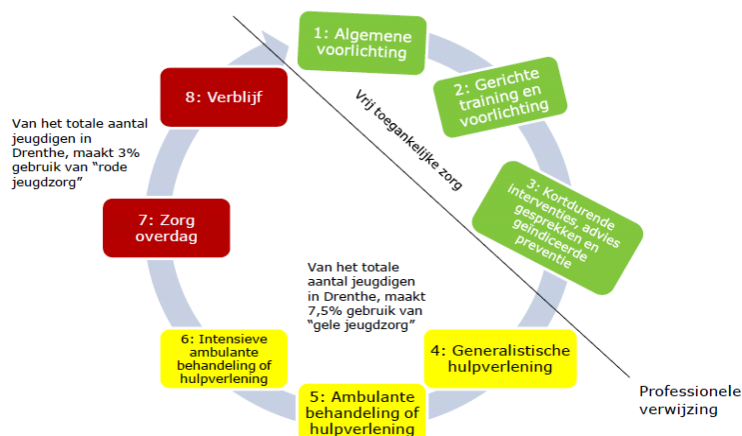 1: Algemene
voorlichting
2: Gerichte
training en
voorlichting
3: Kortdurende
interventies, advies
gesprekken en
geïndiceerde
preventie
4: Generalistische
hulpverlening
5: Ambulante
behandeling of
hulpverlening
6: Intensieve
ambulante
behandeling of
hulpverlening
7: Zorg
overdag
8: Verblijf
Vrij toegankelijke zorg
Professionele
verwijzing
Van het totale aantal
jeugdigen in
Drenthe, maakt 3%
gebruik van “rode
jeugdzorg”
Van het totale
aantal jeugdigen
in Drenthe, maakt
7,5% gebruik van
“gele jeugdzorg”